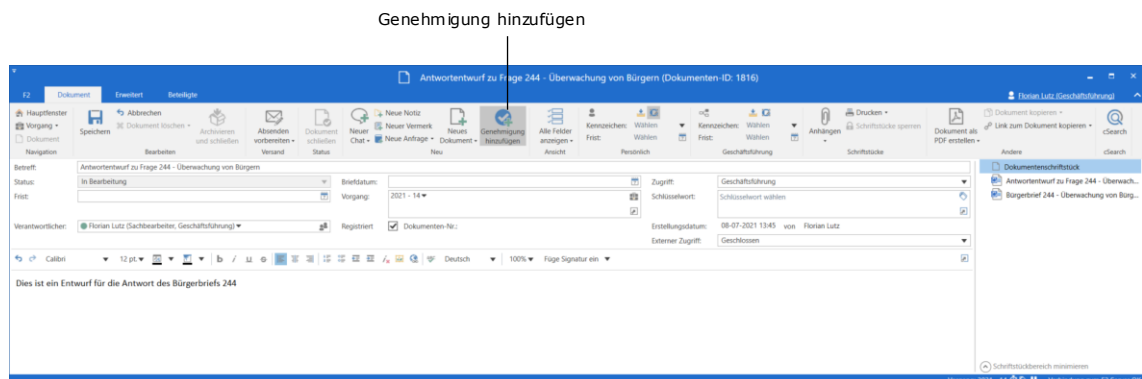 Genehmigung hinzufügen
Antwortentwurf zu Frage 244 - Überwachung von Bürgern (Dokumenten-ID: 1816)
F2 Dokument Erweitert Beteiligte Florian Lutz (Geschäftsführung)
Hauptfenster
Vorgang
Dokument
Navigation
Speichern
Abbrechen
Dokument löschen
Archivieren und schließen
Bearbeiten
Absenden vorbereiten
Versand
Dokument schließen
Status
Neuer Chat
Neue Notiz
Neuer Vermerk
Neue Anfrage
Neues Dokument
Genehmigung hinzufügen
Neu
Alle Felder anzeigen
Ansicht
Kennzeichen: Wählen
Frist: Wählen
Persönlich
Kennzeichen: Wählen
Frist: Wählen
Geschäftsführung
Anhängen
Drucken
Schriftstücke sperren
Schriftstücke
Dokument als PDF erstellen
Dokument kopieren
Link zum Dokument kopieren
Andere
cSearch
cSearch
Betreff: Antwortentwurf zu Frage 244 - Überwachung von Bürgern
Status: In Bearbeitung Briefdatum: Zugriff: Geschäftsführung
Frist: Vorgang: 2021 - 14 Schlüsselwort: Schlüsselwort wählen
Verantwortlicher: Florian Lutz (Sachbearbeiter, Geschäftsführung) Registriert Dokumenten-Nr.: Erstellungsdatum: 08-07-2021 13:45 von Florian Lutz
Externer Zugriff: Geschlossen
Calibri 12 pt. b / u Deutsch 100% Füge Signatur ein
Dies ist ein Entwurf für die Antwort des Bürgerbriefs 244
Dokumentenschriftstück
Antwortentwurf zu Frage 244 - Überwach...
Bürgerbrief 244 - Überwachung von Bürg...
Schriftstückbereich minimieren